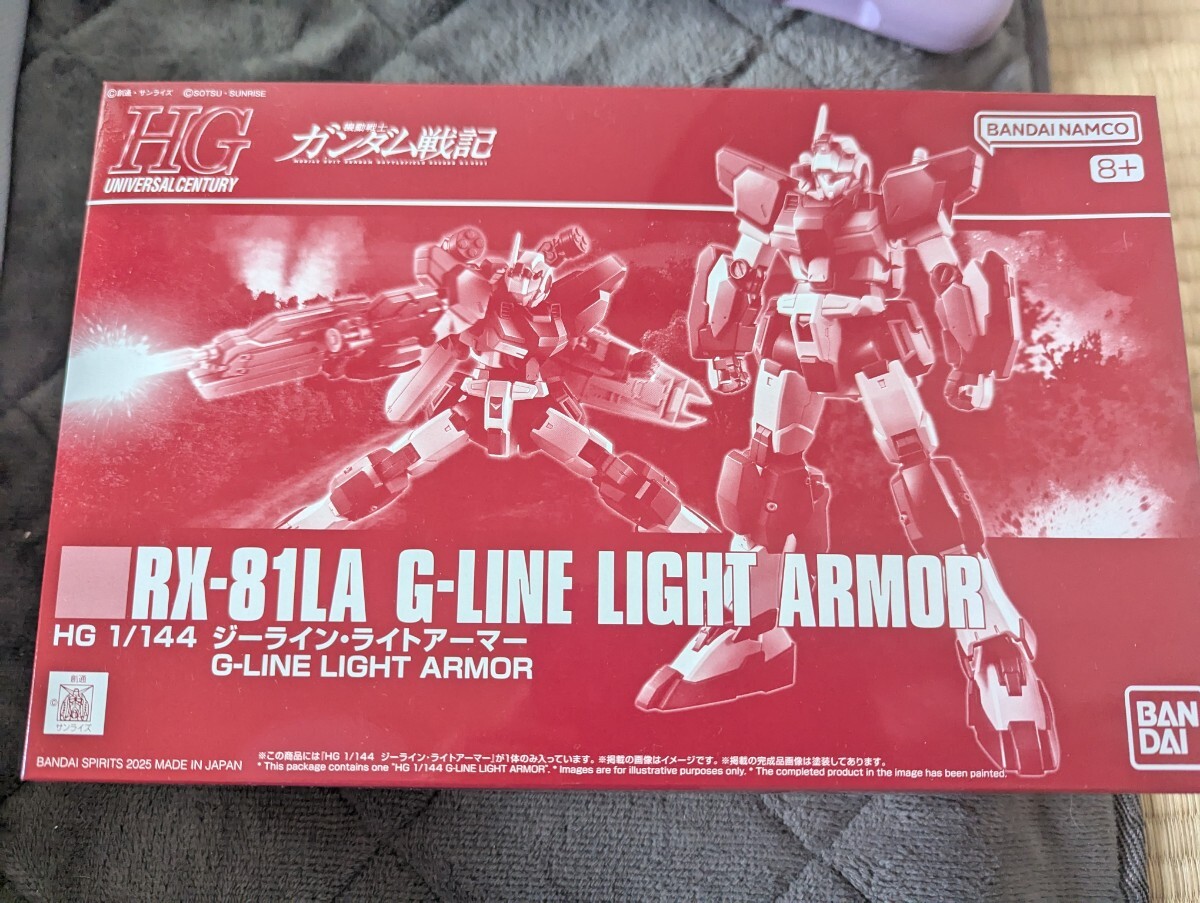 ©創通・サンライズ ©SOTSU・SUNRISE
HG
UNIVERSAL CENTURY
機動戦士
ガンダム戦記
BANDAI NAMCO
8+
RX-81LA G-LINE LIGHT ARMOR
HG 1/144 ジーライン・ライトアーマー
G-LINE LIGHT ARMOR
創通
©
サンライズ
BAN
DAI
※この商品には「HG 1/144 ジーライン・ライトアーマー」が1体のみ入っています。※掲載の画像はイメージです。※掲載の完成品画像は塗装してあります。
BANDAI SPIRITS 2025 MADE IN JAPAN
* This package contains one "HG 1/144 G-LINE LIGHT ARMOR". * Images are for illustrative purposes only. * The completed product in the image has been painted.